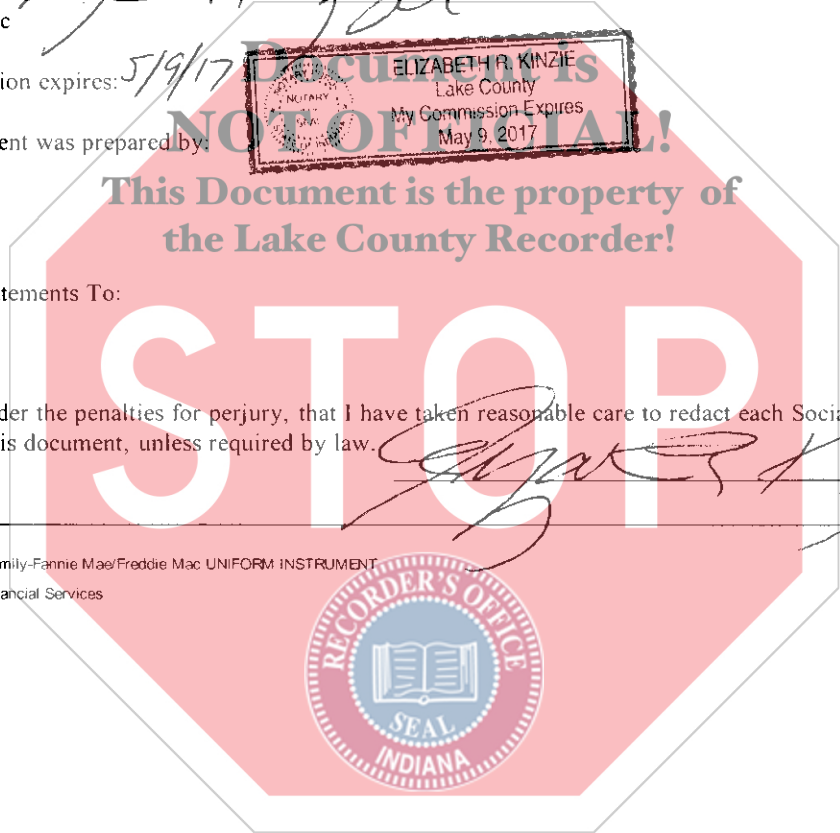 c
ion expires: 5/9/17
NOTARY
SEAL
ELIZABETH R. KINZIE
Lake County
My Commission Expires
May 9, 2017
ent was prepared by:
Document is
NOT OFFICIAL!
This Document is the property of
the Lake County Recorder!
tements To:
STOP
der the penalties for perjury, that I have taken reasonable care to redact each Socia
is document, unless required by law.
mily-Fannie Mae/Freddie Mac UNIFORM INSTRUMENT
ancial Services
RECORDER'S OFFICE
SEAL
INDIANA